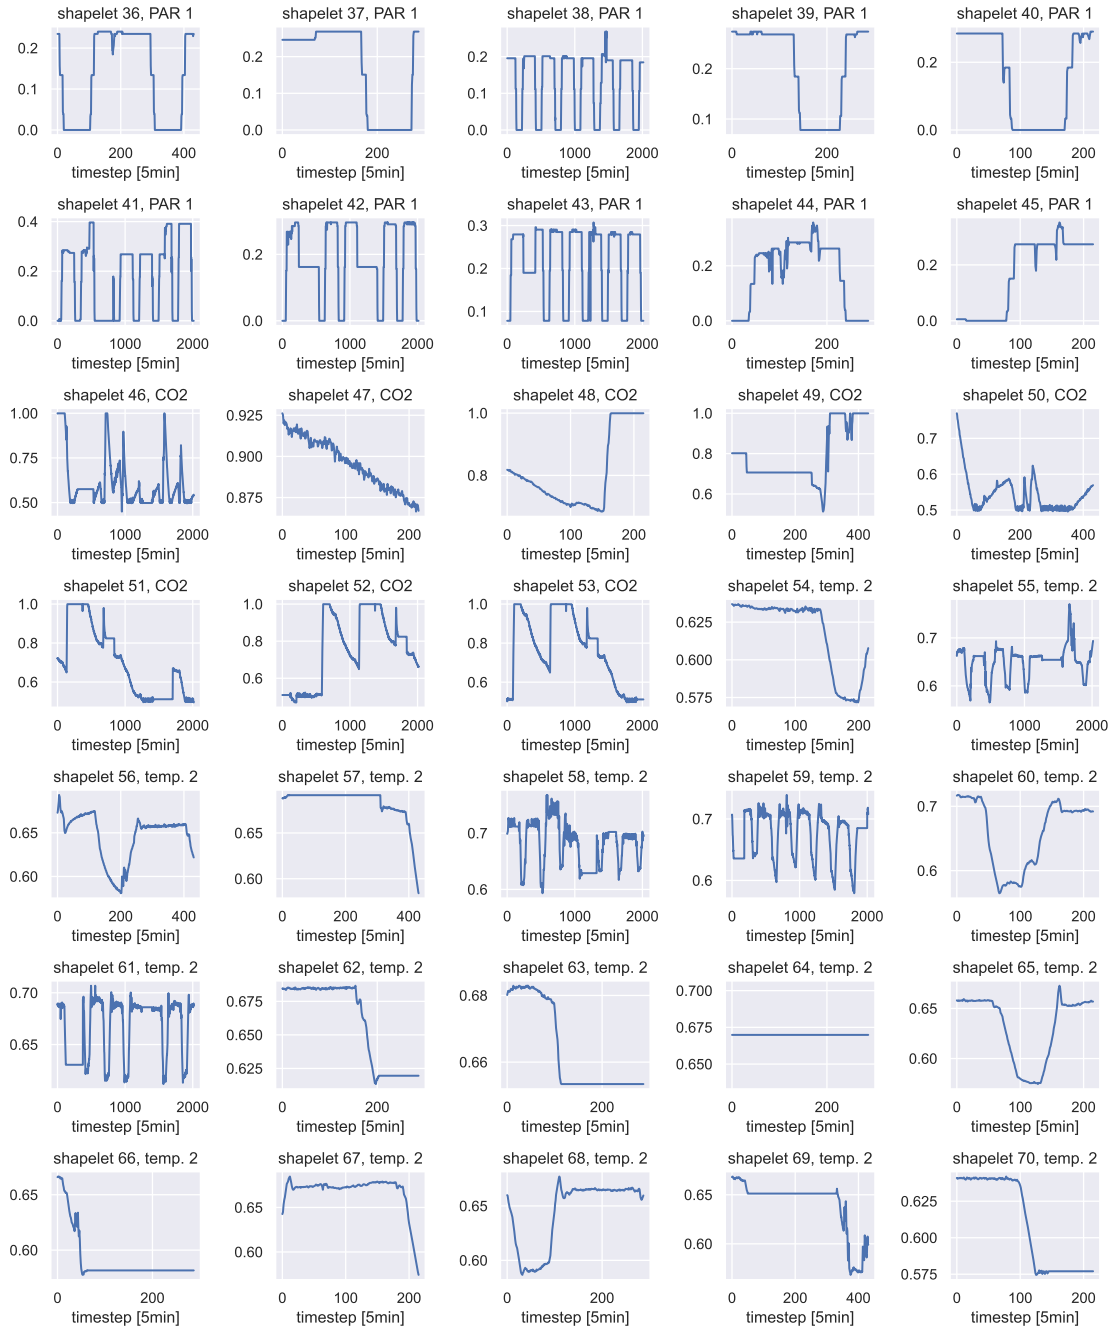 shapelet 36, PAR 1 shapelet 37, PAR 1 shapelet 38, PAR 1 shapelet 39, PAR 1 shapelet 40, PAR 1
0.2 0.2 0.2 0.2 0.2
0.1 0.1 0.1 0.1
0.0 0.0 0.0 0.1 0.0
0 200 400 0 200 0 1000 2000 0 200 0 100 200
timestep [5min] timestep [5min] timestep [5min] timestep [5min] timestep [5min]
shapelet 41, PAR 1 shapelet 42, PAR 1 shapelet 43, PAR 1 shapelet 44, PAR 1 shapelet 45, PAR 1
0.4 0.2 0.3 0.2 0.2
0.2 0.0 0.2 0.0 0.0
0.0 0.1
0 1000 2000 0 1000 2000 0 1000 2000 0 200 400 0 100 200
timestep [5min] timestep [5min] timestep [5min] timestep [5min] timestep [5min]
shapelet 46, CO2 shapelet 47, CO2 shapelet 48, CO2 shapelet 49, CO2 shapelet 50, CO2
1.00 0.925 1.0 1.0 0.7
0.75 0.900 0.8 0.8 0.6
0.50 0.875 0.6 0.5
0 1000 2000 0 100 200 0 100 200 0 200 400 0 200 400
timestep [5min] timestep [5min] timestep [5min] timestep [5min] timestep [5min]
shapelet 51, CO2 shapelet 52, CO2 shapelet 53, CO2 shapelet 54, temp. 2 shapelet 55, temp. 2
1.0 1.0 1.0 0.625 0.7
0.8 0.8 0.8 0.600 0.6
0.6 0.6 0.6 0.575
0 1000 2000 0 1000 2000 0 1000 2000 0 100 200 0 1000 2000
timestep [5min] timestep [5min] timestep [5min] timestep [5min] timestep [5min]
shapelet 56, temp. 2 shapelet 57, temp. 2 shapelet 58, temp. 2 shapelet 59, temp. 2 shapelet 60, temp. 2
0.65 0.65 0.7 0.7 0.7
0.60 0.60 0.6 0.6 0.6
0 200 400 0 200 400 0 1000 2000 0 1000 2000 0 100 200
timestep [5min] timestep [5min] timestep [5min] timestep [5min] timestep [5min]
shapelet 61, temp. 2 shapelet 62, temp. 2 shapelet 63, temp. 2 shapelet 64, temp. 2 shapelet 65, temp. 2
0.70 0.675 0.68 0.700 0.65
0.65 0.650 0.66 0.675 0.60
0.625 0.650
0 1000 2000 0 200 0 200 0 200 0 100 200
timestep [5min] timestep [5min] timestep [5min] timestep [5min] timestep [5min]
shapelet 66, temp. 2 shapelet 67, temp. 2 shapelet 68, temp. 2 shapelet 69, temp. 2 shapelet 70, temp. 2
0.65 0.65 0.65 0.65 0.625
0.60 0.60 0.60 0.60 0.600
0.575
0 200 0 100 200 0 200 0 200 400 0 100 200
timestep [5min] timestep [5min] timestep [5min] timestep [5min] timestep [5min]